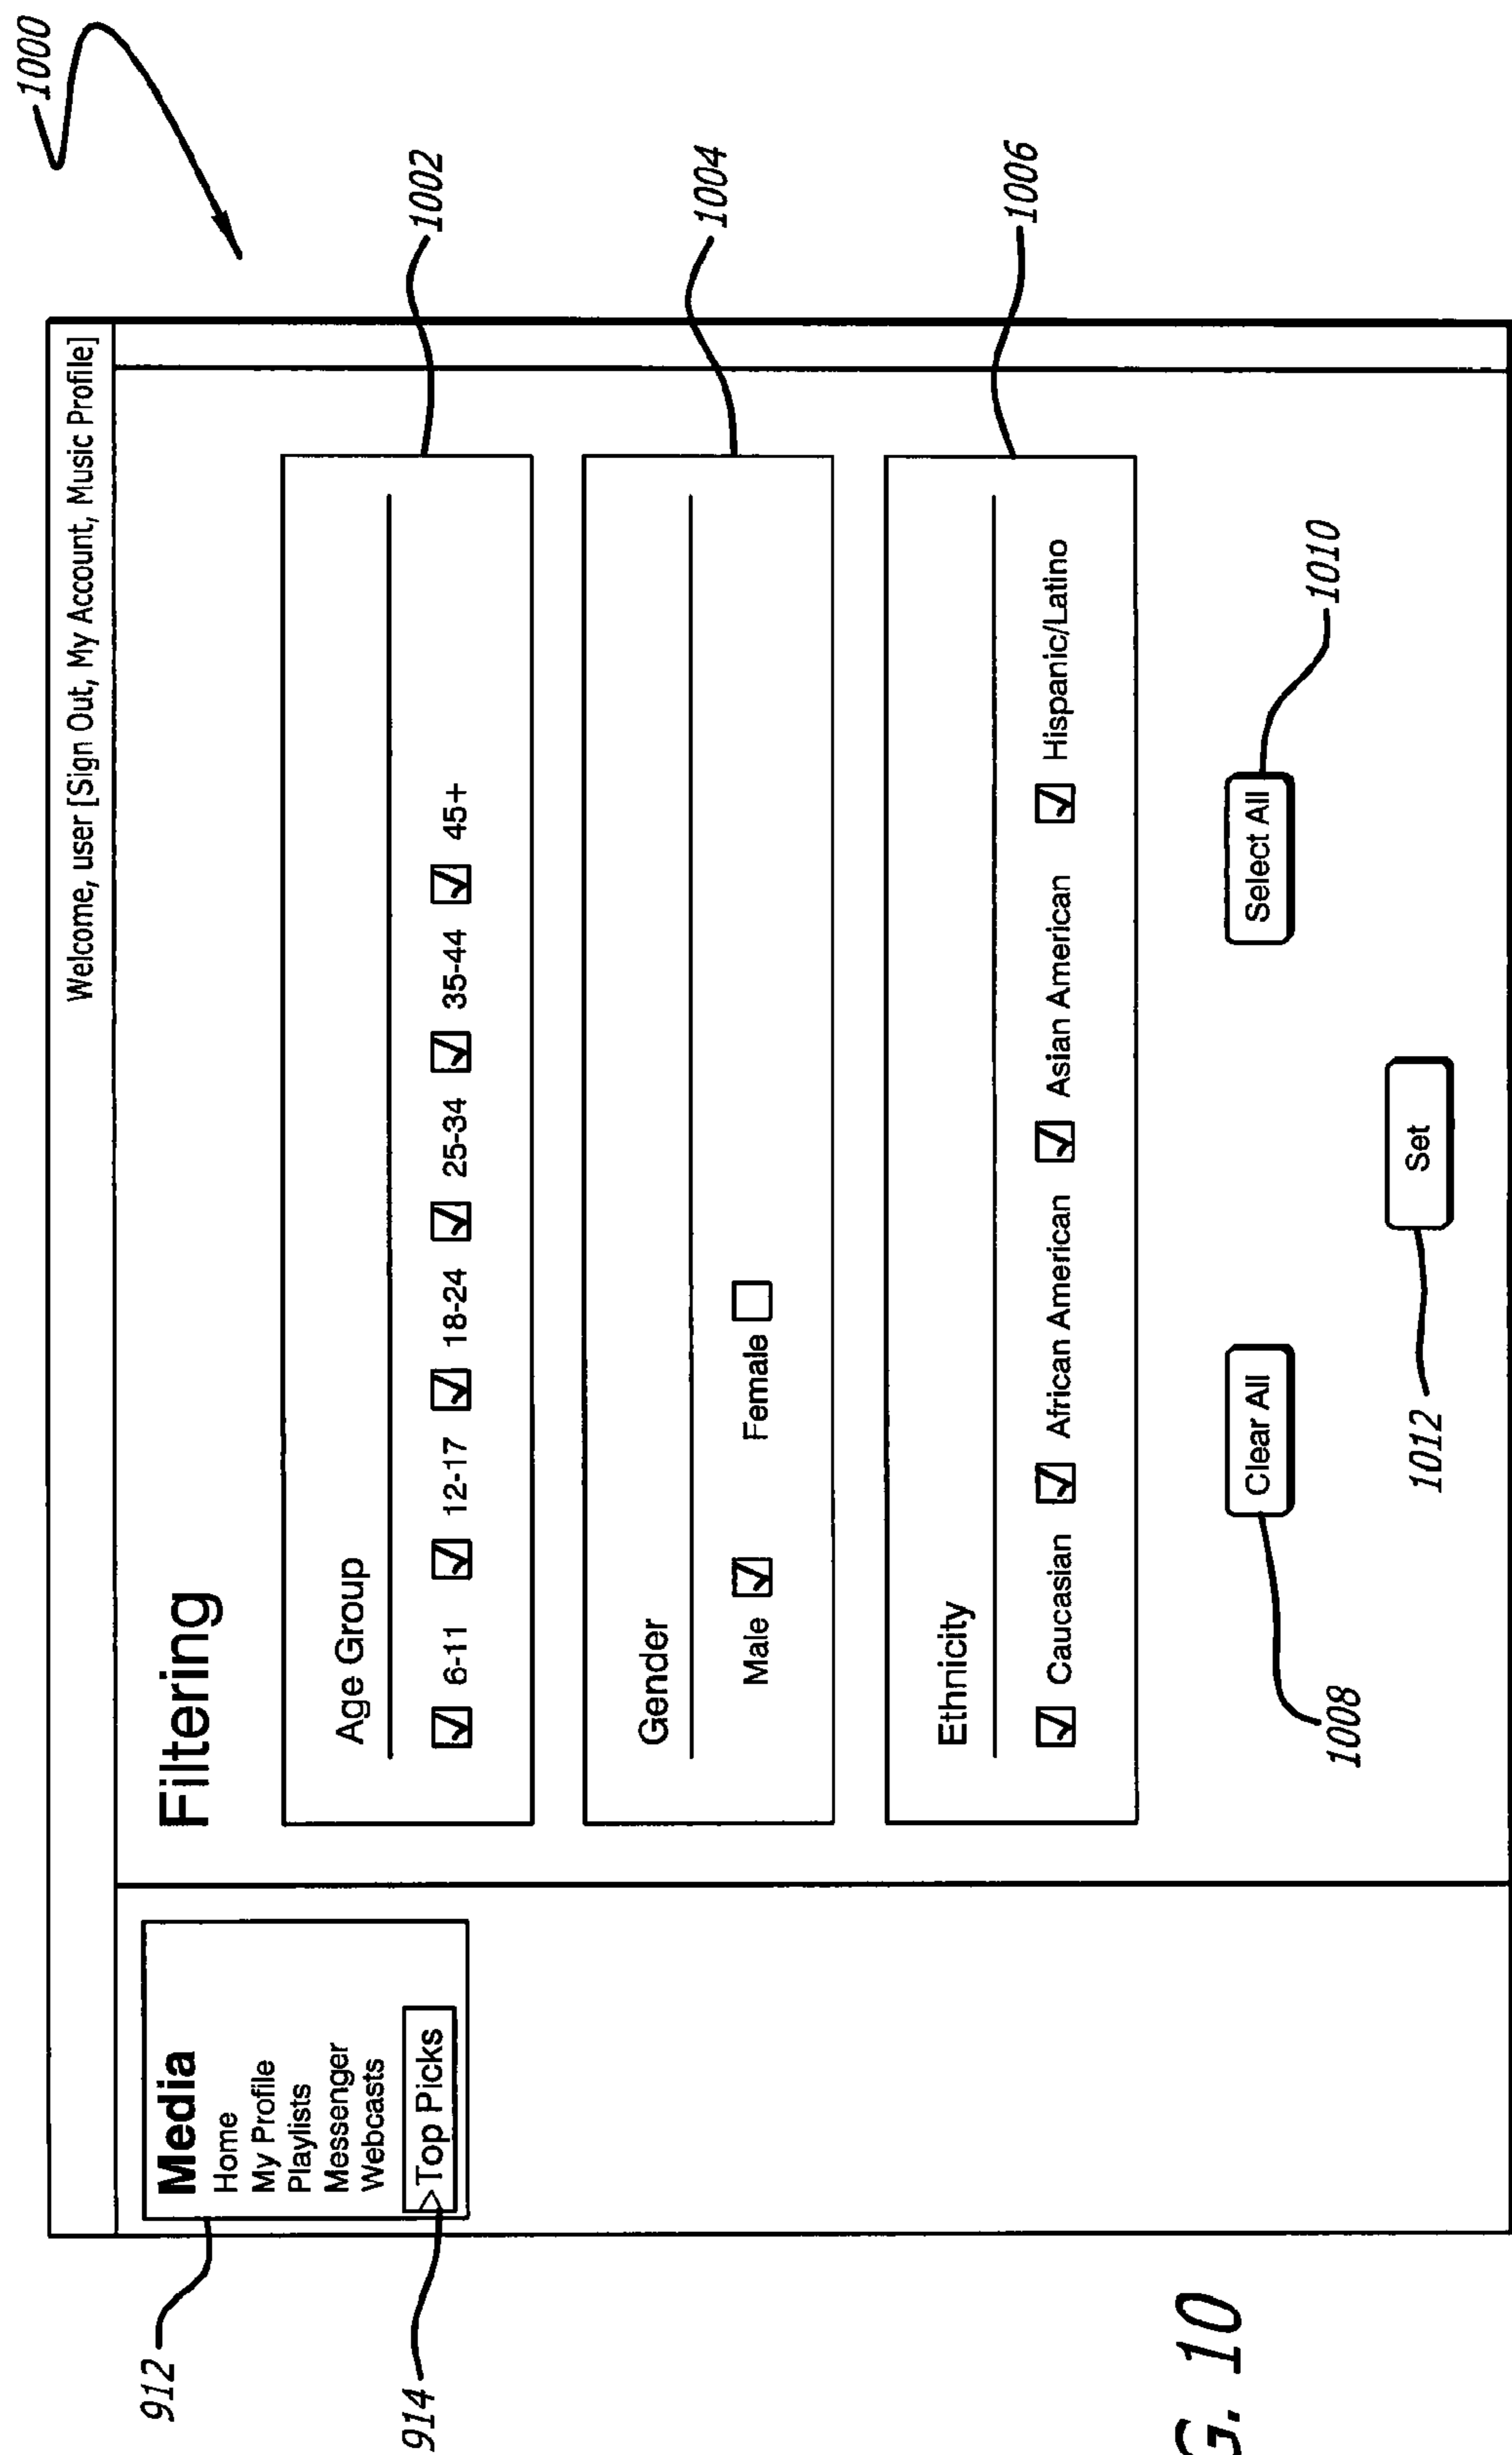 1000
Welcome, user [Sign Out, My Account, Music Profile]
912
Media
Home
My Profile
Playlists
Messenger
Webcasts
>Top Picks
914
Filtering
Age Group
6-11 12-17 18-24 25-34 35-44 45+
1002
Gender
Male Female
1004
Ethnicity
Caucasian African American Asian American Hispanic/Latino
1006
Clear All
1008
Select All
1010
Set
1012
G. 10